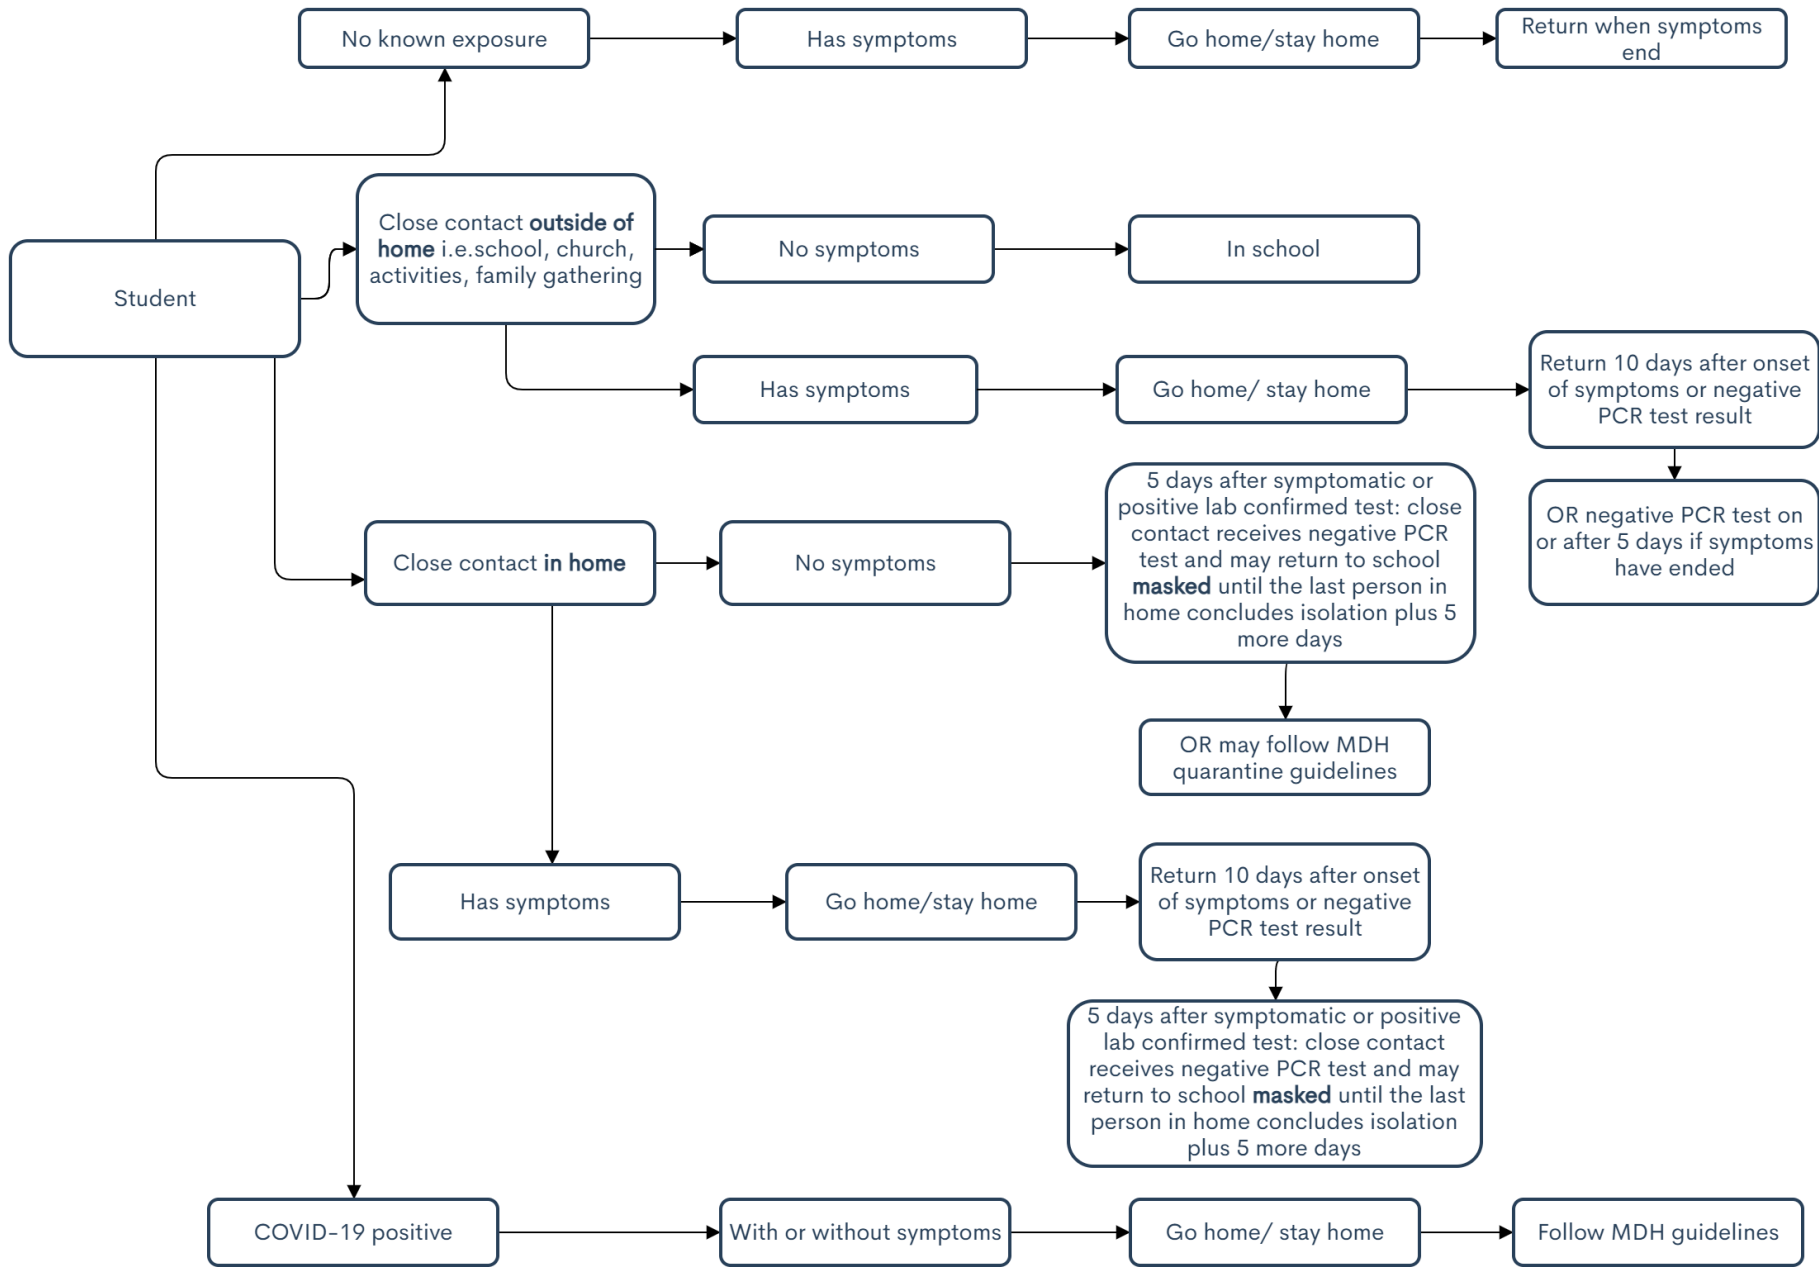 No known exposure
Has symptoms
Go home/stay home
Return when symptoms
end
Student
Close contact outside of
home i.e.school, church,
activities, family gathering
No symptoms
In school
Has symptoms
Go home/ stay home
Return 10 days after onset
of symptoms or negative
PCR test result
OR negative PCR test on
or after 5 days if symptoms
have ended
Close contact in home
No symptoms
5 days after symptomatic or
positive lab confirmed test: close
contact receives negative PCR
test and may return to school
masked until the last person in
home concludes isolation plus 5
more days
OR may follow MDH
quarantine guidelines
Has symptoms
Go home/stay home
Return 10 days after onset
of symptoms or negative
PCR test result
5 days after symptomatic or positive
lab confirmed test: close contact
receives negative PCR test and may
return to school masked until the last
person in home concludes isolation
plus 5 more days
COVID-19 positive
With or without symptoms
Go home/ stay home
Follow MDH guidelines